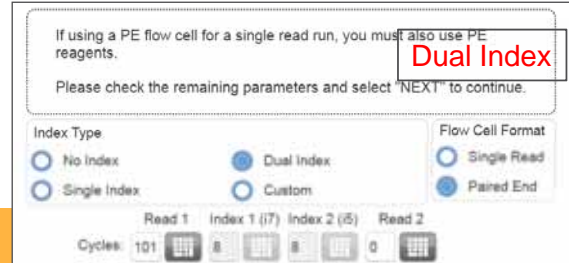 If using a PE flow cell for a single read run, you must also use PE
reagents.
Dual Index
Please check the remaining parameters and select "NEXT" to continue.
Index Type
No Index
Dual Index
Single Index
Custom
Flow Cell Format
Single Read
Paired End
Read 1 Index 1 (i7) Index 2 (i5) Read 2
Cycles: 101 8 8 0